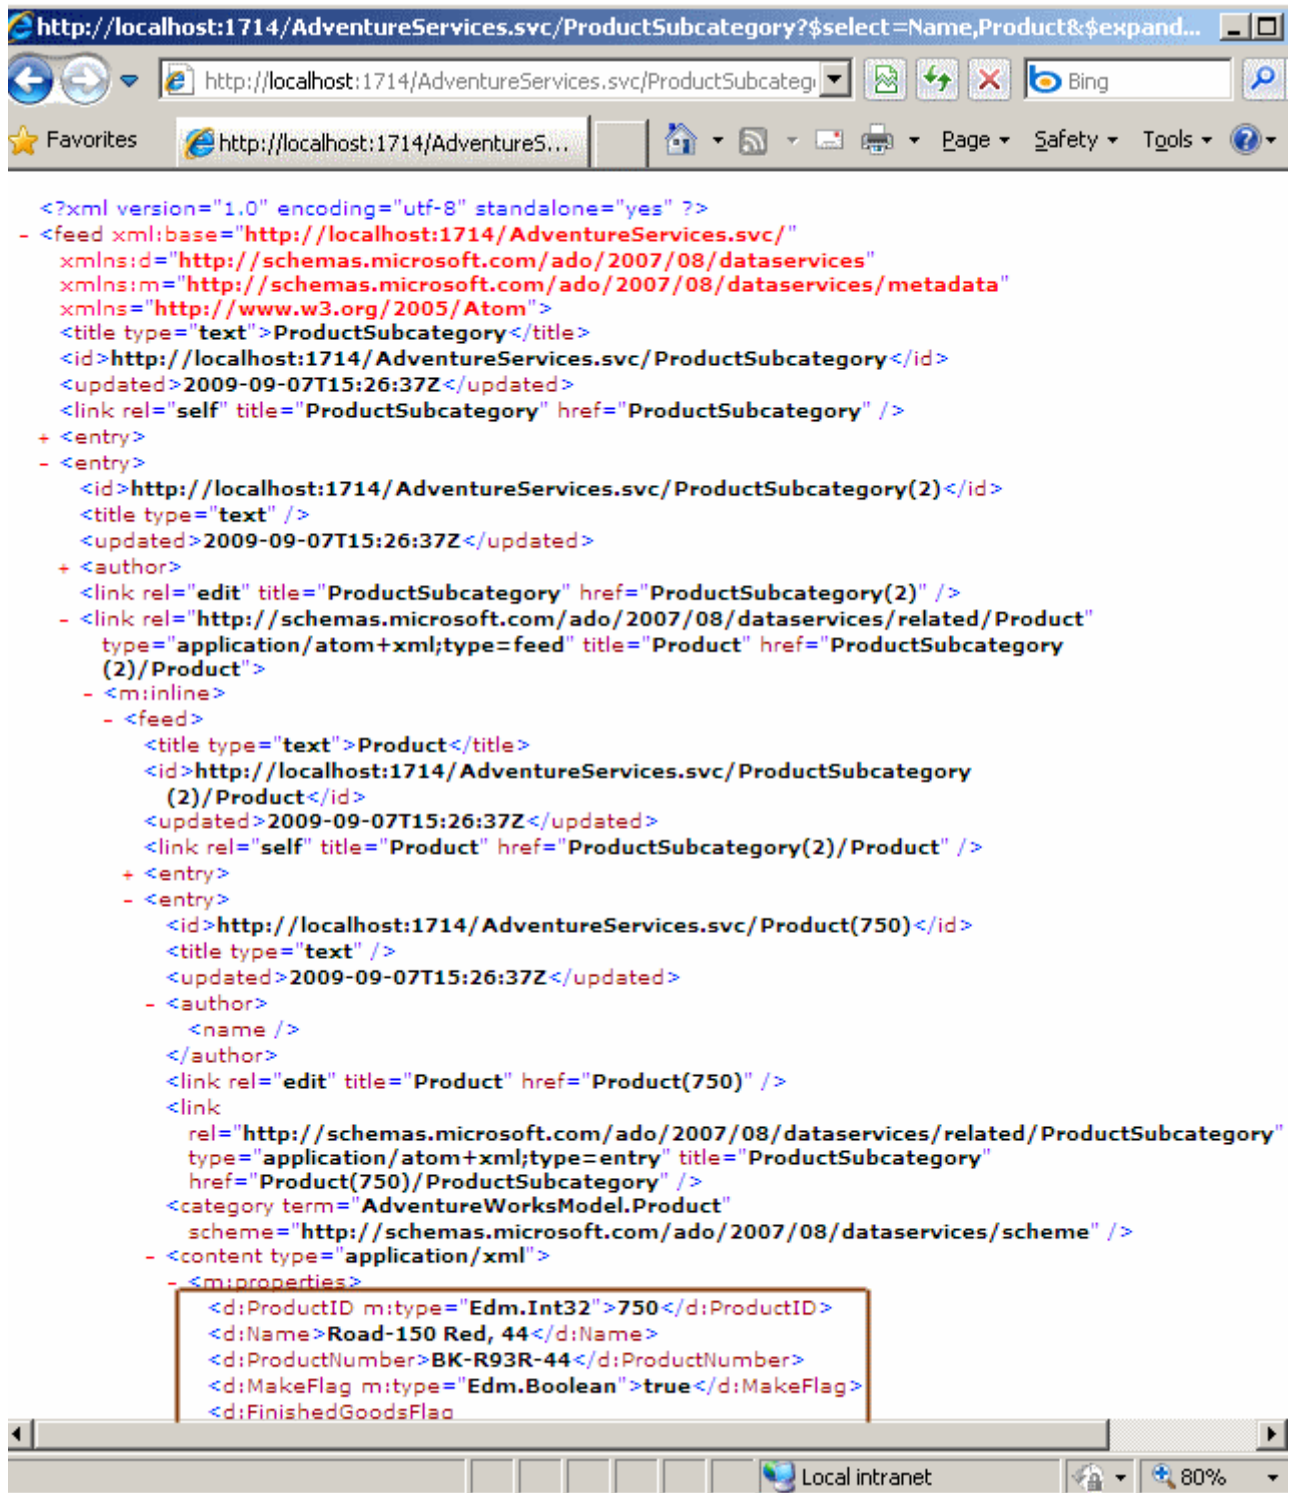 http://localhost:1714/AdventureServices.svc/ProductSubcategory?$select=Name,Product&$expand...
http://localhost:1714/AdventureServices.svc/ProductSubcateg
Bing
Favorites
http://localhost:1714/AdventureS...
Page
Safety
Tools
<?xml version="1.0" encoding="utf-8" standalone="yes" ?>
- <feed xml:base="http://localhost:1714/AdventureServices.svc/"
xmlns:d="http://schemas.microsoft.com/ado/2007/08/dataservices"
xmlns:m="http://schemas.microsoft.com/ado/2007/08/dataservices/metadata"
xmlns="http://www.w3.org/2005/Atom">
<title type="text">ProductSubcategory</title>
<id>http://localhost:1714/AdventureServices.svc/ProductSubcategory</id>
<updated>2009-09-07T15:26:37Z</updated>
<link rel="self" title="ProductSubcategory" href="ProductSubcategory" />
+ <entry>
- <entry>
<id>http://localhost:1714/AdventureServices.svc/ProductSubcategory(2)</id>
<title type="text" />
<updated>2009-09-07T15:26:37Z</updated>
+ <author>
<link rel="edit" title="ProductSubcategory" href="ProductSubcategory(2)" />
- <link rel="http://schemas.microsoft.com/ado/2007/08/dataservices/related/Product"
type="application/atom+xml;type=feed" title="Product" href="ProductSubcategory
(2)/Product">
- <m:inline>
- <feed>
<title type="text">Product</title>
<id>http://localhost:1714/AdventureServices.svc/ProductSubcategory
(2)/Product</id>
<updated>2009-09-07T15:26:37Z</updated>
<link rel="self" title="Product" href="ProductSubcategory(2)/Product" />
+ <entry>
- <entry>
<id>http://localhost:1714/AdventureServices.svc/Product(750)</id>
<title type="text" />
<updated>2009-09-07T15:26:37Z</updated>
- <author>
<name />
</author>
<link rel="edit" title="Product" href="Product(750)" />
<link
rel="http://schemas.microsoft.com/ado/2007/08/dataservices/related/ProductSubcategory"
type="application/atom+xml;type=entry" title="ProductSubcategory"
href="Product(750)/ProductSubcategory" />
<category term="AdventureWorksModel.Product"
scheme="http://schemas.microsoft.com/ado/2007/08/dataservices/scheme" />
- <content type="application/xml">
- <m:properties>
<d:ProductID m:type="Edm.Int32">750</d:ProductID>
<d:Name>Road-150 Red, 44</d:Name>
<d:ProductNumber>BK-R93R-44</d:ProductNumber>
<d:MakeFlag m:type="Edm.Boolean">true</d:MakeFlag>
<d:FinishedGoodsFlag
Local intranet
80%